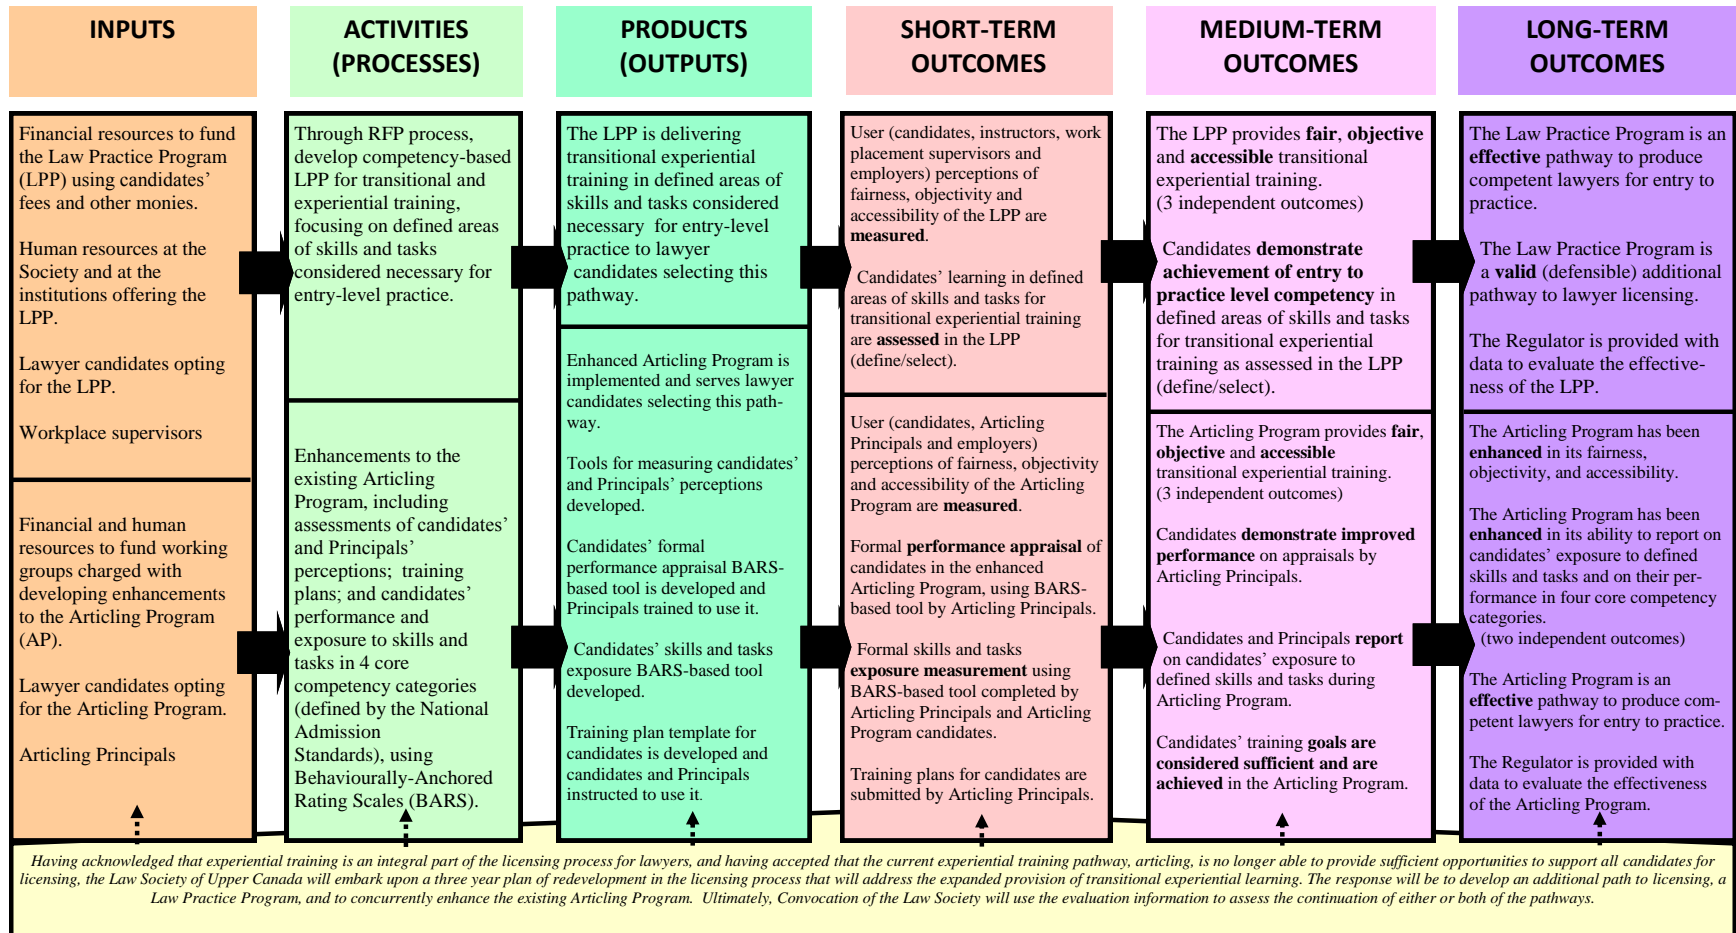 INPUTS
ACTIVITIES
(PROCESSES)
PRODUCTS
(OUTPUTS)
SHORT-TERM
OUTCOMES
MEDIUM-TERM
OUTCOMES
LONG-TERM
OUTCOMES
Financial resources to fund
the Law Practice Program
(LPP) using candidates'
fees and other monies.
Human resources at the
Society and at the
institutions offering the
LPP.
Lawyer candidates opting
for the LPP.
Workplace supervisors
Financial and human
resources to fund working
groups charged with
developing enhancements
to the Articling Program
(AP).
Lawyer candidates opting
for the Articling Program.
Articling Principals
Through RFP process,
develop competency-based
LPP for transitional and
experiential training,
focusing on defined areas
of skills and tasks
considered necessary for
entry-level practice.
Enhancements to the
existing Articling
Program, including
assessments of candidates'
and Principals'
perceptions; training
plans; and candidates'
performance and
exposure to skills and
tasks in 4 core
competency categories
(defined by the National
Admission
Standards), using
Behaviourally-Anchored
Rating Scales (BARS).
The LPP is delivering
transitional experiential
training in defined areas of
skills and tasks considered
necessary for entry-level
practice to lawyer
candidates selecting this
pathway.
Enhanced Articling Program is
implemented and serves lawyer
candidates selecting this path-
way.
Tools for measuring candidates'
and Principals' perceptions
developed.
Candidates' formal
performance appraisal BARS-
based tool is developed and
Principals trained to use it.
Candidates' skills and tasks
exposure BARS-based tool
developed.
Training plan template for
candidates is developed and
candidates and Principals
instructed to use it.
User (candidates, instructors, work
placement supervisors and
employers) perceptions of
fairness, objectivity and
accessibility of the LPP are
measured.
Candidates' learning in defined
areas of skills and tasks for
transitional experiential training
are assessed in the LPP
(define/select).
User (candidates, Articling
Principals and employers)
perceptions of fairness, objectivity
and accessibility of the Articling
Program are measured.
Formal performance appraisal of
candidates in the enhanced
Articling Program, using BARS-
based tool by Articling Principals.
Formal skills and tasks
exposure measurement using
BARS-based tool completed by
Articling Principals and Articling
Program candidates.
Training plans for candidates are
submitted by Articling Principals.
The LPP provides fair, objective
and accessible transitional
experiential training.
(3 independent outcomes)
Candidates demonstrate
achievement of entry to
practice level competency in
defined areas of skills and tasks
for transitional experiential
training as assessed in the LPP
(define/select).
The Articling Program provides fair,
objective and accessible
transitional experiential training.
(3 independent outcomes)
Candidates demonstrate improved
performance on appraisals by
Articling Principals.
Candidates and Principals report
on candidates' exposure to
defined skills and tasks during
Articling Program.
Candidates' training goals are
considered sufficient and are
achieved in the Articling Program.
The Law Practice Program is an
effective pathway to produce
competent lawyers for entry to
practice.
The Law Practice Program is
a valid (defensible) additional
pathway to lawyer licensing.
The Regulator is provided with
data to evaluate the effective-
ness of the LPP.
The Articling Program has been
enhanced in its fairness,
objectivity, and accessibility.
The Articling Program has been
enhanced in its ability to report on
candidates' exposure to defined
skills and tasks and on their per-
formance in four core competency
categories.
(two independent outcomes)
The Articling Program is an
effective pathway to produce com-
petent lawyers for entry to practice.
The Regulator is provided with
data to evaluate the effectiveness
of the Articling Program.
Having acknowledged that experiential training is an integral part of the licensing process for lawyers, and having accepted that the current experiential training pathway, articling, is no longer able to provide sufficient opportunities to support all candidates for
licensing, the Law Society of Upper Canada will embark upon a three year plan of redevelopment in the licensing process that will address the expanded provision of transitional experiential learning. The response will be to develop an additional path to licensing, a
Law Practice Program, and to concurrently enhance the existing Articling Program. Ultimately, Convocation of the Law Society will use the evaluation information to assess the continuation of either or both of the pathways.